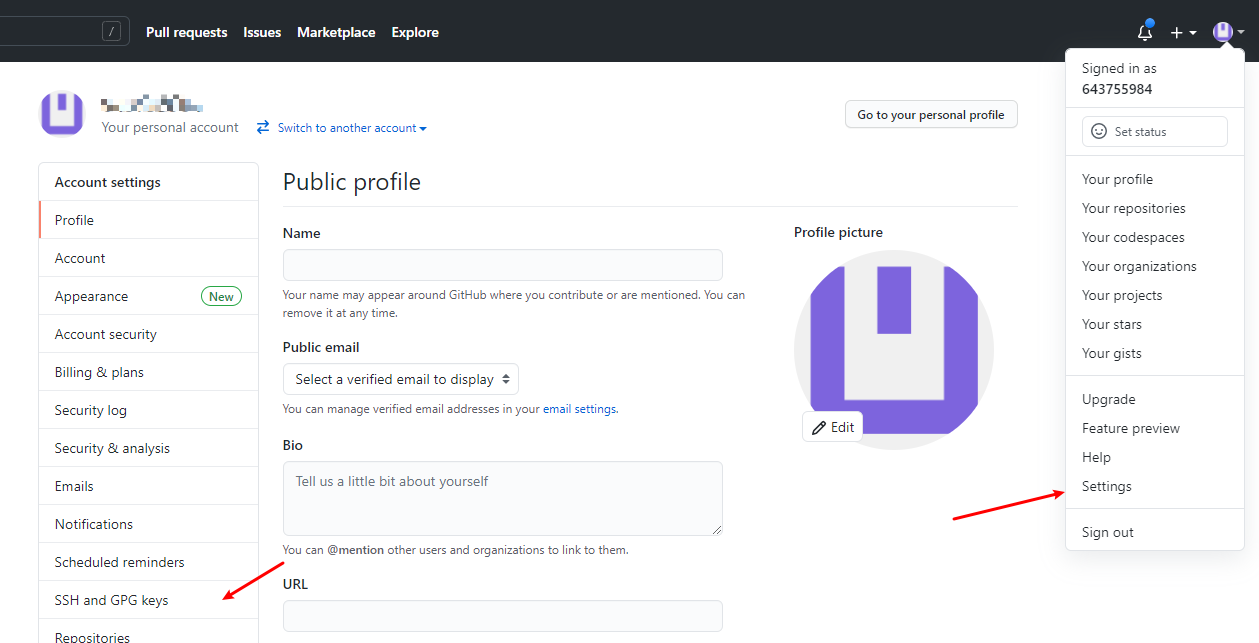 /
Pull requests
Issues
Marketplace
Explore
Signed in as
643755984
Set status
Your profile
Your repositories
Your codespaces
Your organizations
Your projects
Your stars
Your gists
Upgrade
Feature preview
Help
Settings
Sign out
Your personal account
Switch to another account
Go to your personal profile
Account settings
Profile
Account
Appearance
New
Account security
Billing & plans
Security log
Security & analysis
Emails
Notifications
Scheduled reminders
SSH and GPG keys
Repositories
Public profile
Name
Your name may appear around GitHub where you contribute or are mentioned. You can
remove it at any time.
Public email
Select a verified email to display
You can manage verified email addresses in your email settings.
Bio
Tell us a little bit about yourself
You can @mention other users and organizations to link to them.
URL
Profile picture
Edit